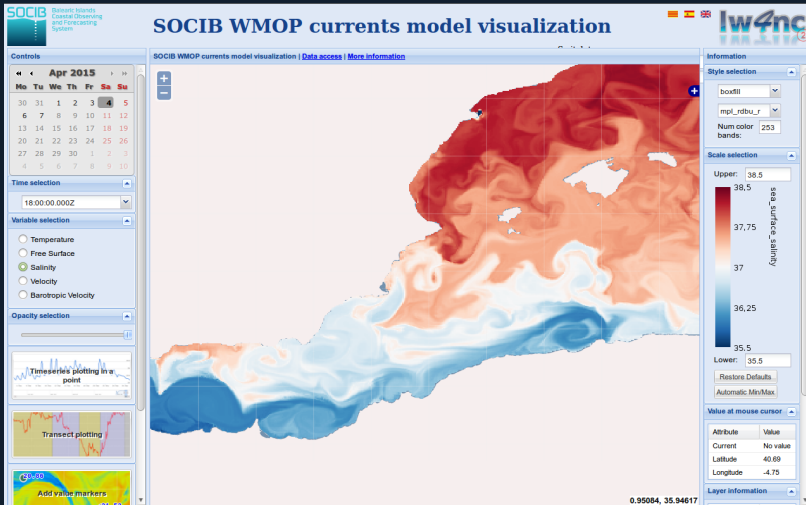 SOCIB
Balearic Islands
Coastal Observing
and Forecasting
System
SOCIB WMOP currents model visualization
lw4nc
2
Controls
SOCIB WMOP currents model visualization | Data access | More information
Information
Apr 2015
Mo Tu We Th Fr Sa Su
30 31 1 2 3 4 5
6 7 8 9 10 11 12
13 14 15 16 17 18 19
20 21 22 23 24 25 26
27 28 29 30 1 2 3
4 5 6 7 8 9 10
Time selection
18:00:00.000Z
Variable selection
Temperature
Free Surface
Salinity
Velocity
Barotropic Velocity
Opacity selection
Timeseries plotting in a
point
Transect plotting
Add value markers
+
−
+
0.95084, 35.94617
Style selection
boxfill
mpl_rdbu_r
Num color
bands: 253
Scale selection
Upper: 38.5
38,5
37,75
37
36,25
35.5
sea_surface_salinity
Lower: 35.5
Restore Defaults
Automatic Min/Max
Value at mouse cursor
Attribute Value
Current No value
Latitude 40.69
Longitude -4.75
Layer information